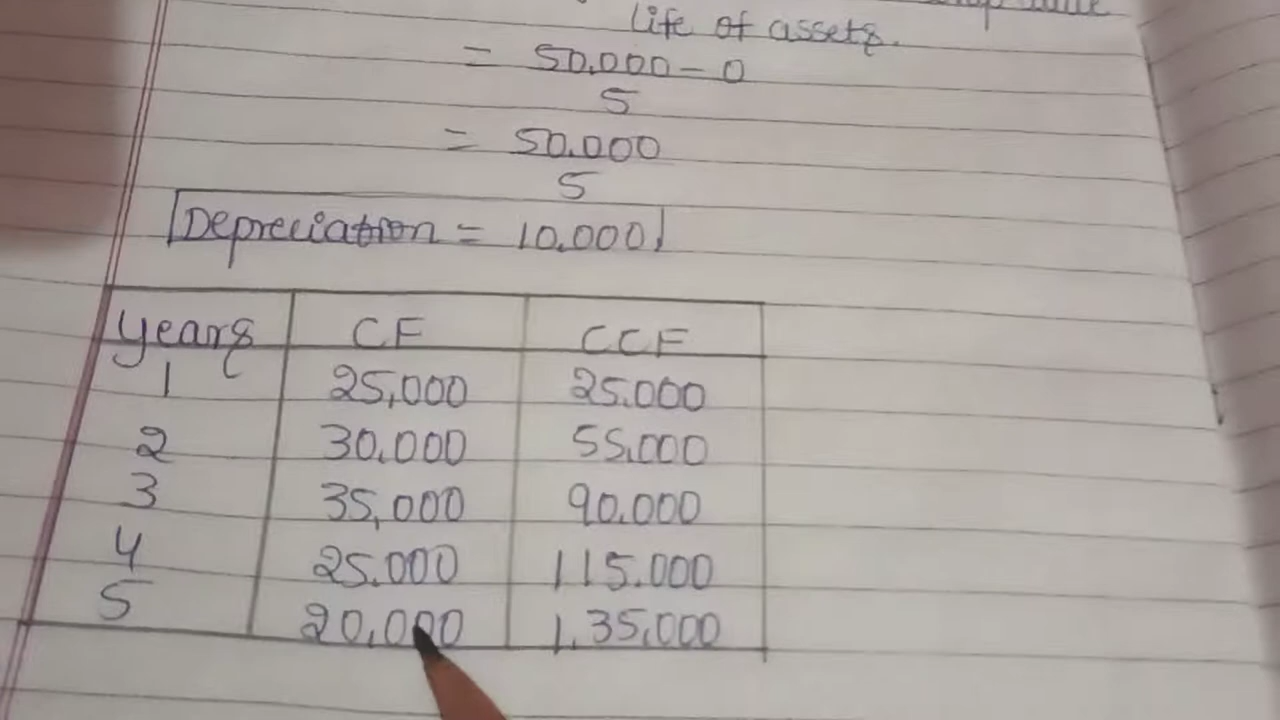 Life of assets.
= 50,000 - 0
5
= 50,000
5
Depreciation = 10,000
years CF CCF
1 25,000 25,000
2 30,000 55,000
3 35,000 90,000
4 25,000 115,000
5 20,000 1,35,000